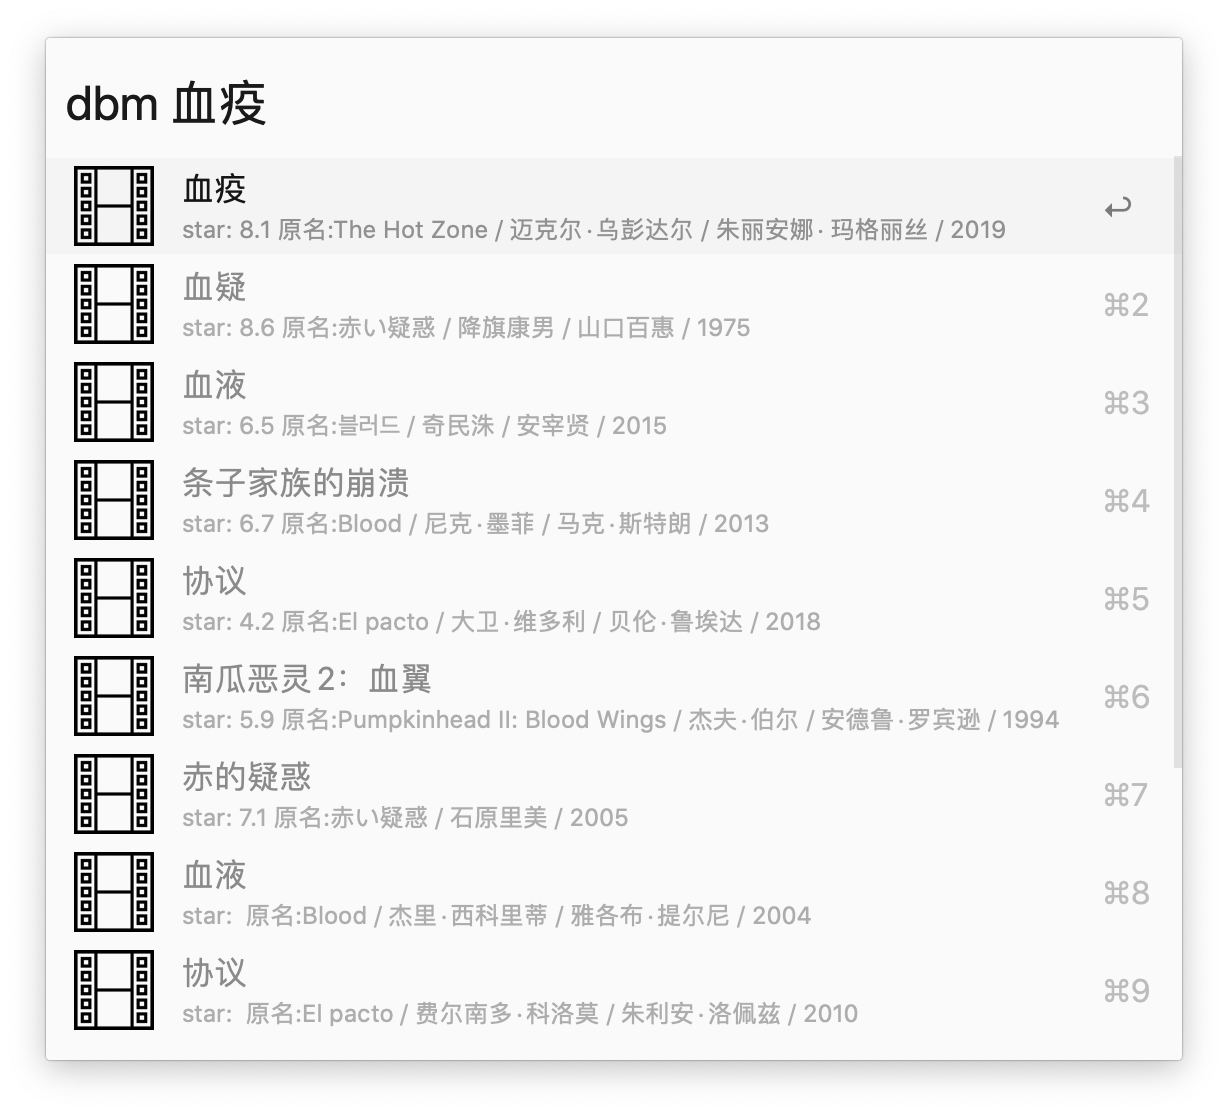 dbm 血疫
血疫
star: 8.1 原名:The Hot Zone / 迈克尔·乌彭达尔 / 朱丽安娜· 玛格丽丝 / 2019
血疑
star: 8.6 原名:赤い疑惑 / 降旗康男 / 山口百惠 / 1975
⌘2
血液
star: 6.5 原名:블러드 / 奇民洙 / 安宰贤 / 2015
⌘3
条子家族的崩溃
star: 6.7 原名:Blood / 尼克·墨菲 / 马克·斯特朗 / 2013
⌘4
协议
star: 4.2 原名:El pacto / 大卫·维多利 / 贝伦·鲁埃达 / 2018
⌘5
南瓜恶灵2：血翼
star: 5.9 原名:Pumpkinhead II: Blood Wings / 杰夫·伯尔 / 安德鲁·罗宾逊 / 1994
⌘6
赤的疑惑
star: 7.1 原名:赤い疑惑 / 石原里美 / 2005
⌘7
血液
star:  原名:Blood / 杰里·西科里蒂 / 雅各布·提尔尼 / 2004
⌘8
协议
star:  原名:El pacto / 费尔南多·科洛莫 / 朱利安·洛佩兹 / 2010
⌘9